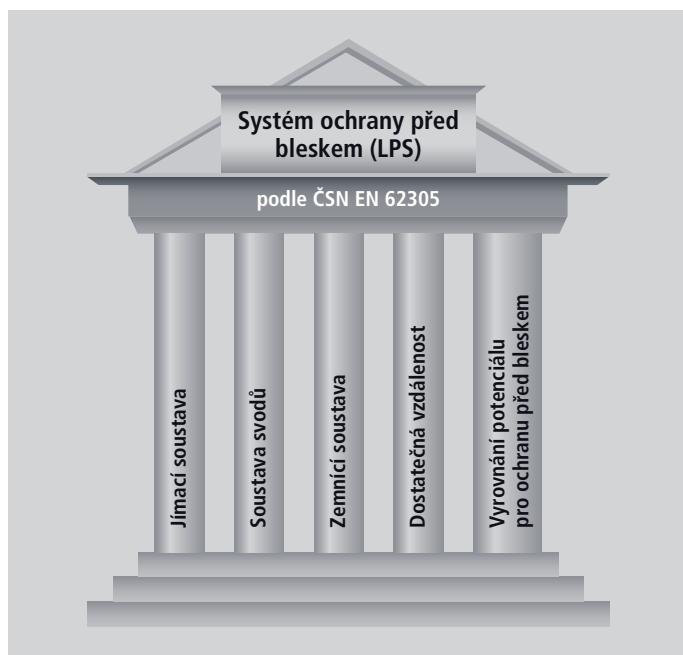 Systém ochrany před
bleskem (LPS)
podle ČSN EN 62305
Jímací soustava
Soustava svodů
Zemnící soustava
Dostatečná vzdálenost
Vyrovnání potenciálu
pro ochranu před bleskem